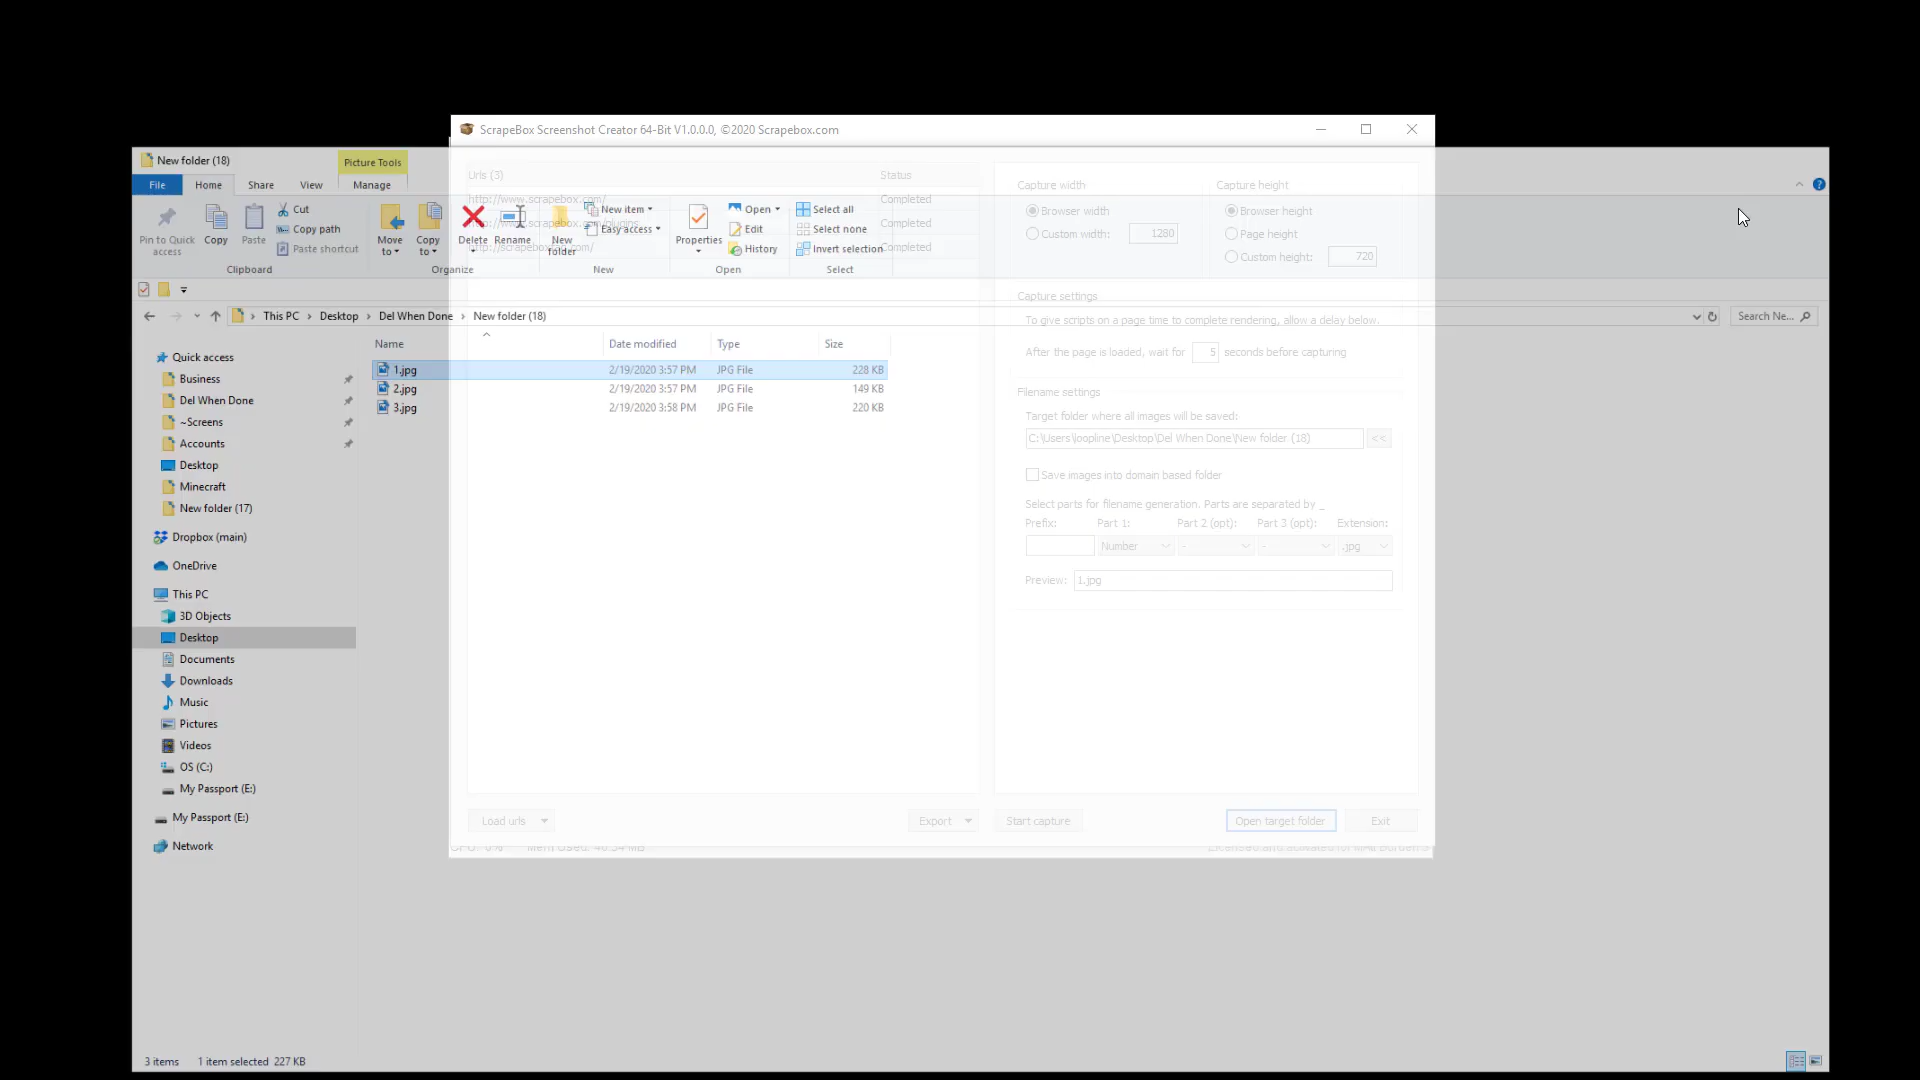 ScrapeBox Screenshot Creator 64-Bit V1.0.0.0, ©2020 Scrapebox.com
New folder (18)
Picture Tools
File
Home
Share
View
Manage
Urls (3)
Status
http://www.scrapebox.com/
Completed
http://www.scrapebox.com/plugins
Completed
Completed
Pin to Quick access
Copy
Paste
Cut
Copy path
Paste shortcut
Clipboard
Move to
Copy to
Delete
Rename
Organize
New folder
New item
Easy access
New
Properties
Open
Edit
History
Open
Select all
Select none
Invert selection
Select
Capture width
Browser width
Custom width:
1280
Capture height
Browser height
Page height
Custom height:
720
This PC
Desktop
Del When Done
New folder (18)
Search Ne...
Capture settings
To give scripts on a page time to complete rendering, allow a delay below.
After the page is loaded, wait for 5 seconds before capturing
Name
Date modified
Type
Size
1.jpg
2/19/2020 3:57 PM
JPG File
228 KB
2.jpg
2/19/2020 3:57 PM
JPG File
149 KB
3.jpg
2/19/2020 3:58 PM
JPG File
220 KB
Quick access
Business
Del When Done
~Screens
Accounts
Desktop
Minecraft
New folder (17)
Dropbox (main)
OneDrive
This PC
3D Objects
Desktop
Documents
Downloads
Music
Pictures
Videos
OS (C:)
My Passport (E:)
My Passport (E:)
Network
Filename settings
Target folder where all images will be saved:
C:\Users\loopline\Desktop\Del When Done\New folder (18)
<<
Save images into domain based folder
Select parts for filename generation. Parts are separated by _
Prefix:
Part 1:
Part 2 (opt):
Part 3 (opt):
Extension:
Number
-
-
.jpg
Preview:
1.jpg
Load urls
Export
Start capture
Open target folder
Exit
3 items
1 item selected 227 KB